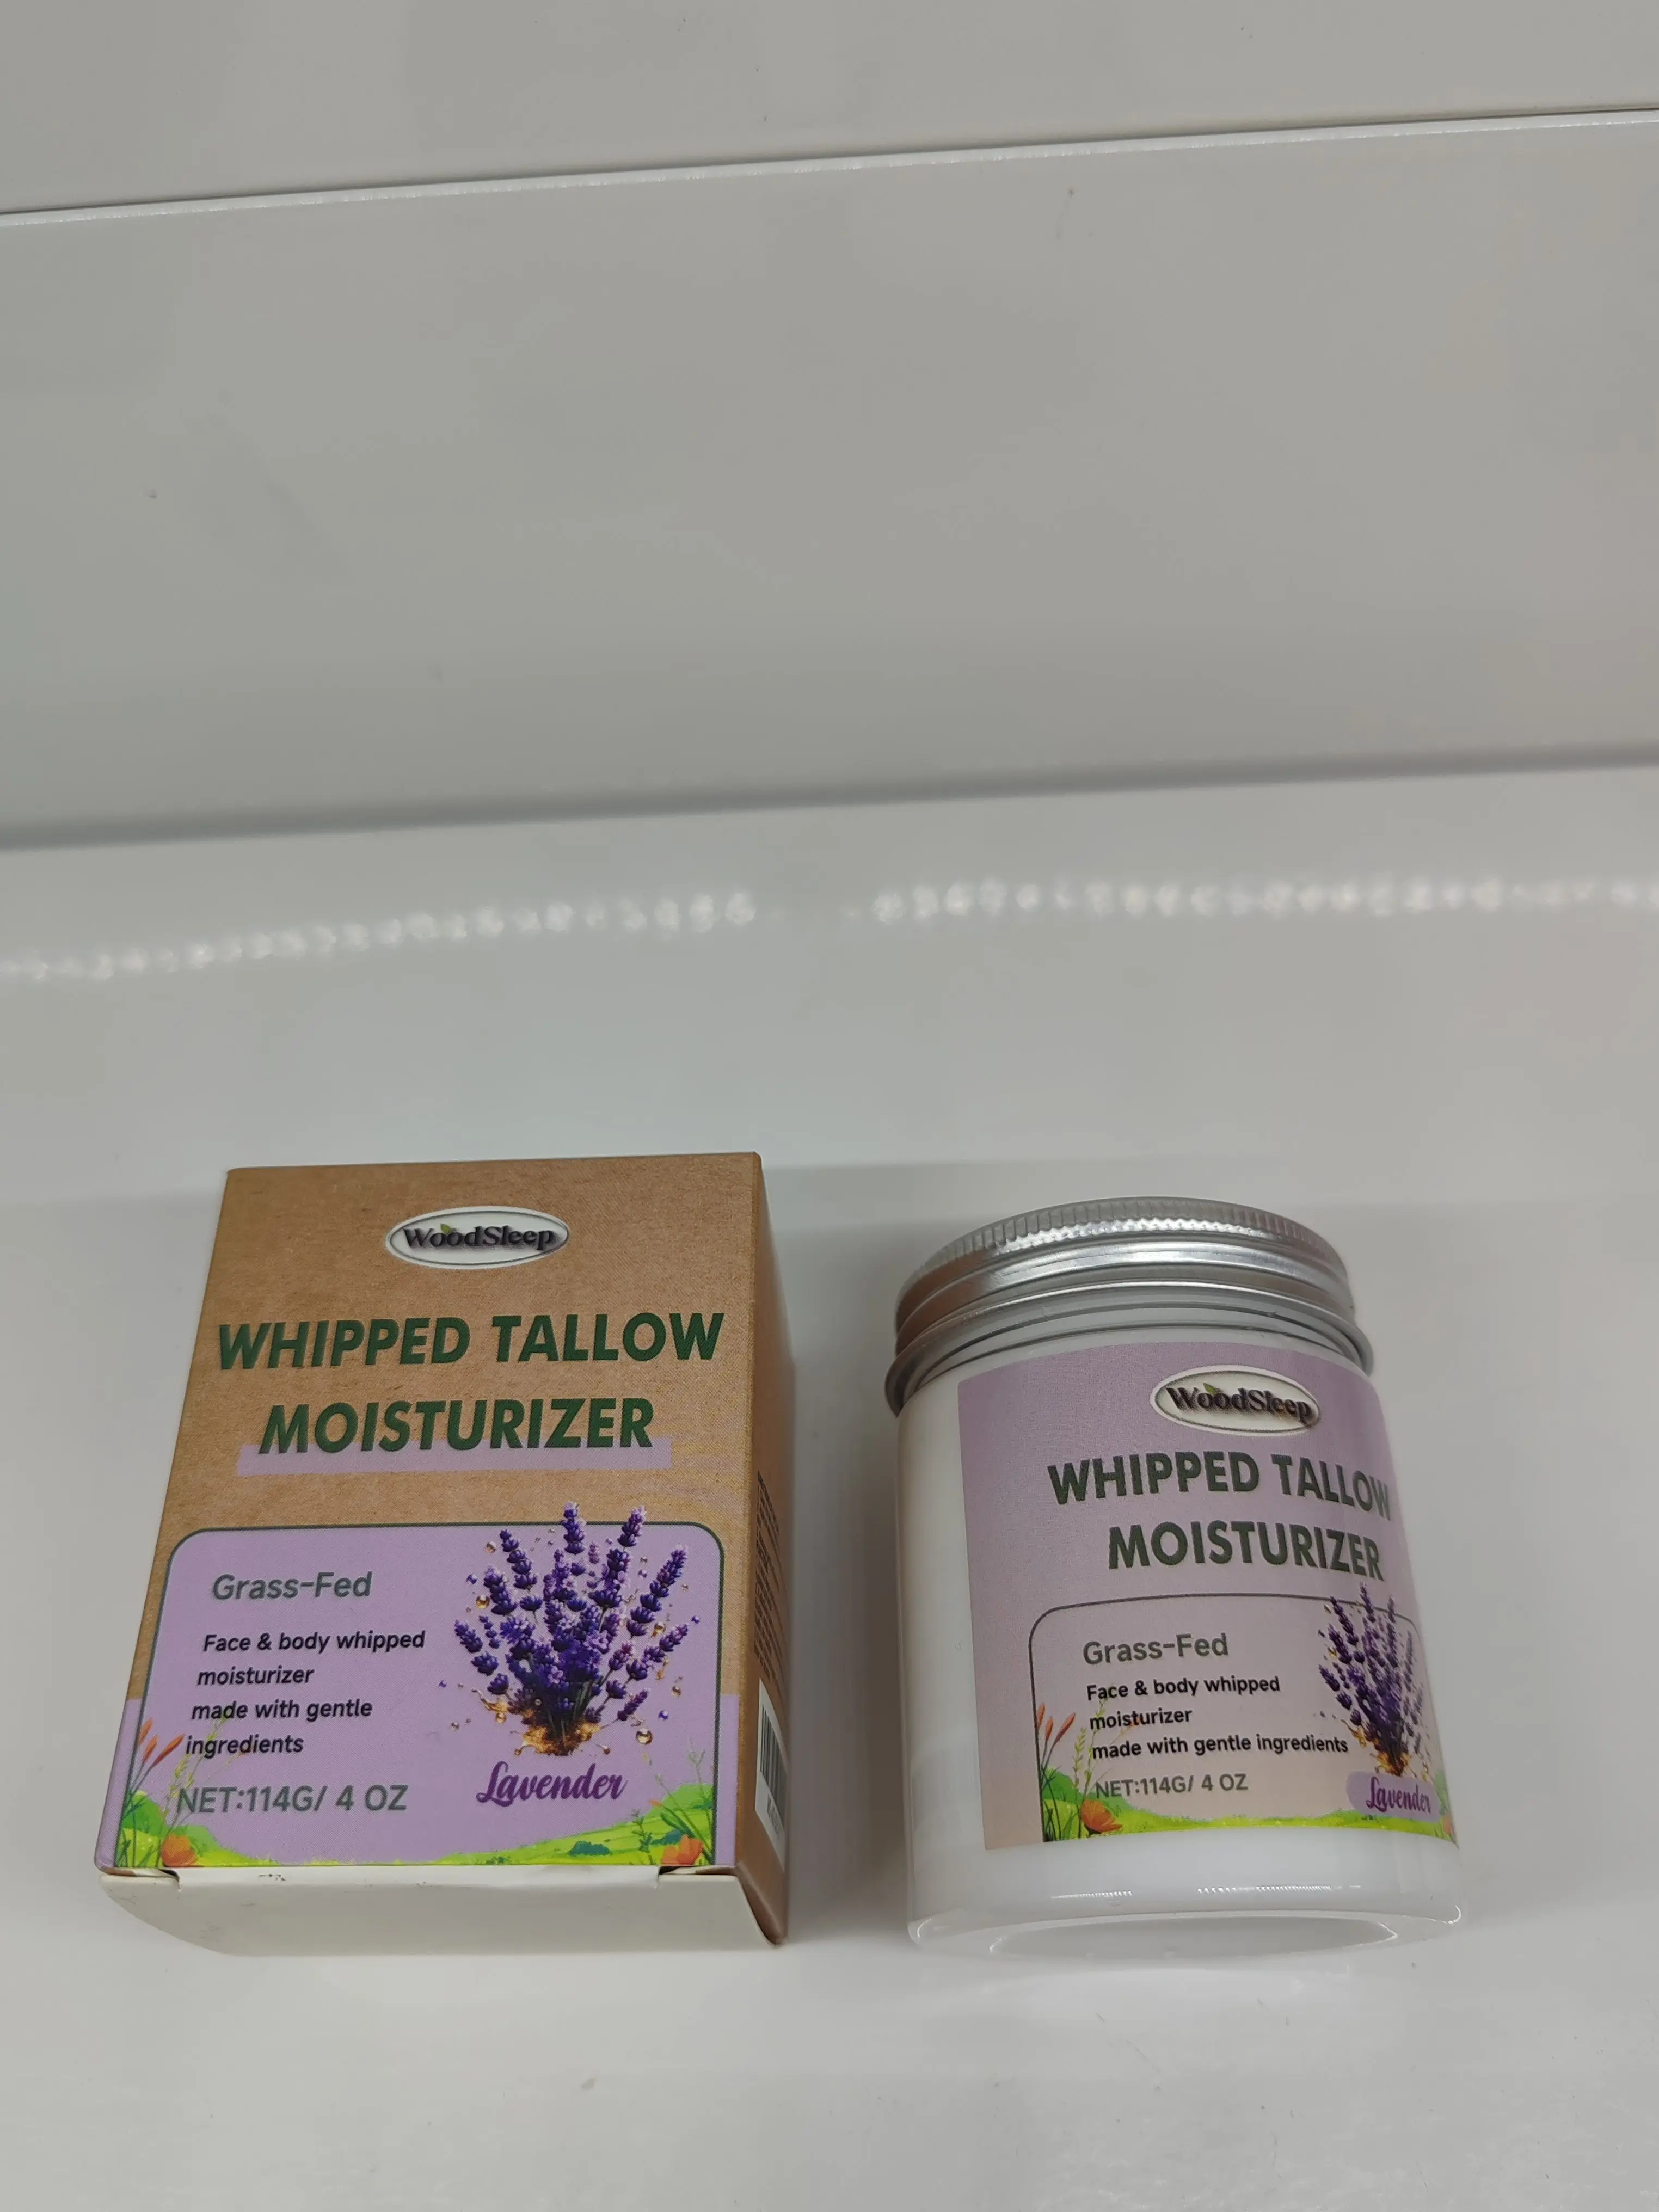 WoodSleep
WHIPPED TALLOW
MOISTURIZER
Grass-Fed
Face & body whipped
moisturizer
made with gentle
ingredients
NET:114G/ 4 OZ
Lavender
WoodSleep
WHIPPED TALLOW
MOISTURIZER
Grass-Fed
Face & body whipped
moisturizer
made with gentle ingredients
NET:114G/ 4 OZ
Lavender